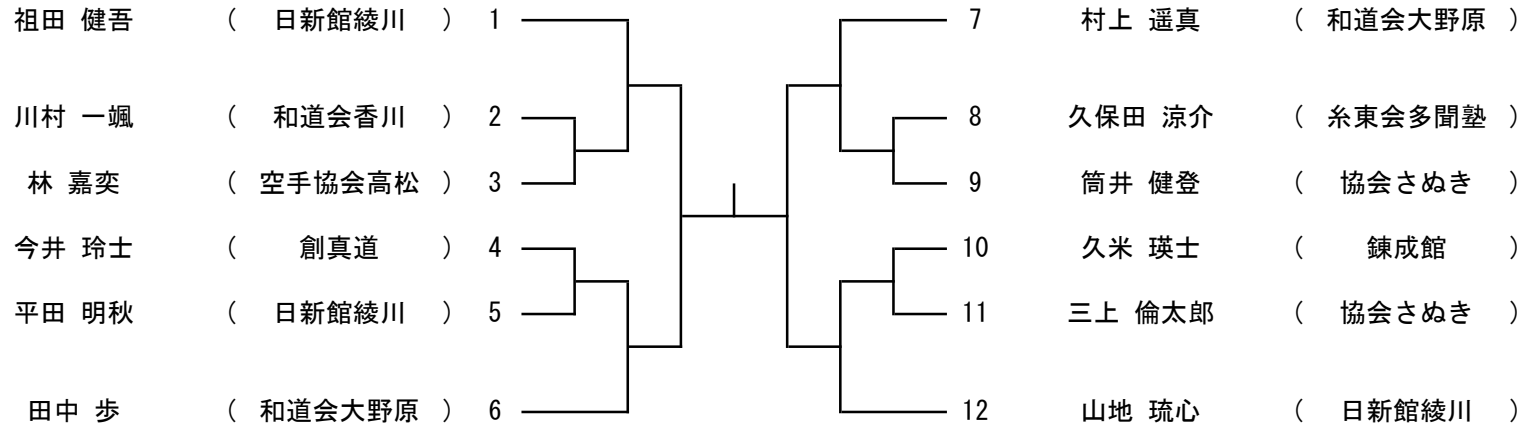 祖田 健吾 ( 日新館綾川 ) 1
川村 一颯 ( 和道会香川 ) 2
林 嘉奕 ( 空手協会高松 ) 3
今井 玲士 ( 創真道 ) 4
平田 明秋 ( 日新館綾川 ) 5
田中 歩 ( 和道会大野原 ) 6
7 村上 遥真 ( 和道会大野原 )
8 久保田 涼介 ( 糸東会多聞塾 )
9 筒井 健登 ( 協会さぬき )
10 久米 瑛士 ( 錬成館 )
11 三上 倫太郎 ( 協会さぬき )
12 山地 琉心 ( 日新館綾川 )